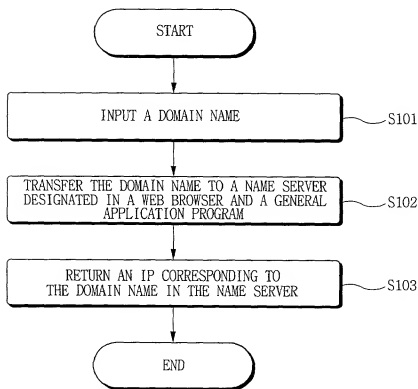 START
INPUT A DOMAIN NAME
S101
TRANSFER THE DOMAIN NAME TO A NAME SERVER
DESIGNATED IN A WEB BROWSER AND A GENERAL
APPLICATION PROGRAM
S102
RETURN AN IP CORRESPONDING TO
THE DOMAIN NAME IN THE NAME SERVER
S103
END